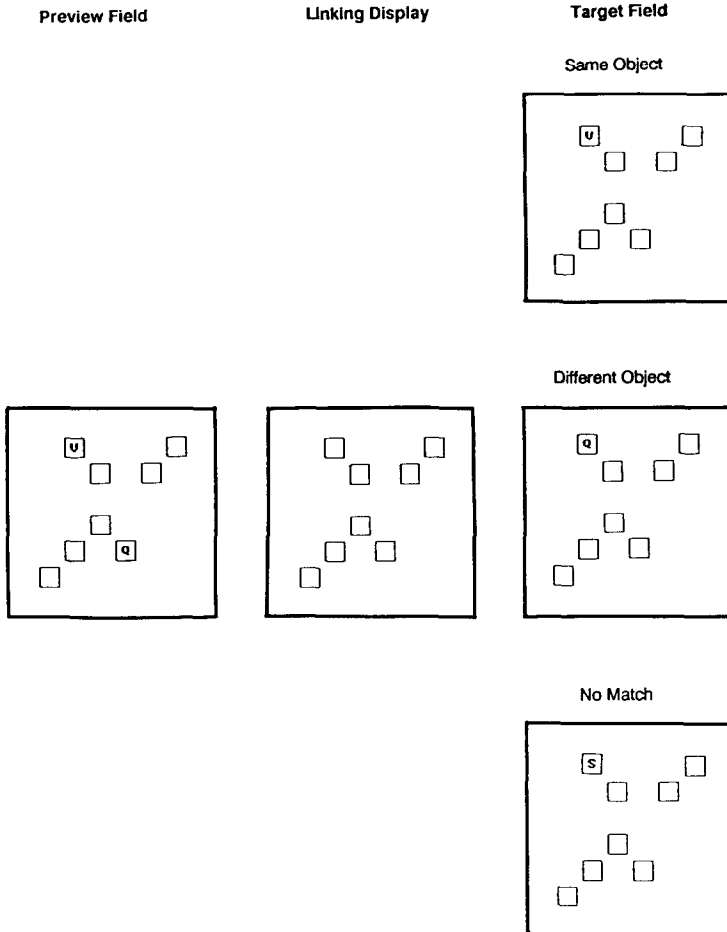 Preview Field
Linking Display
Target Field
Same Object
U
Different Object
U
Q
Q
No Match
S